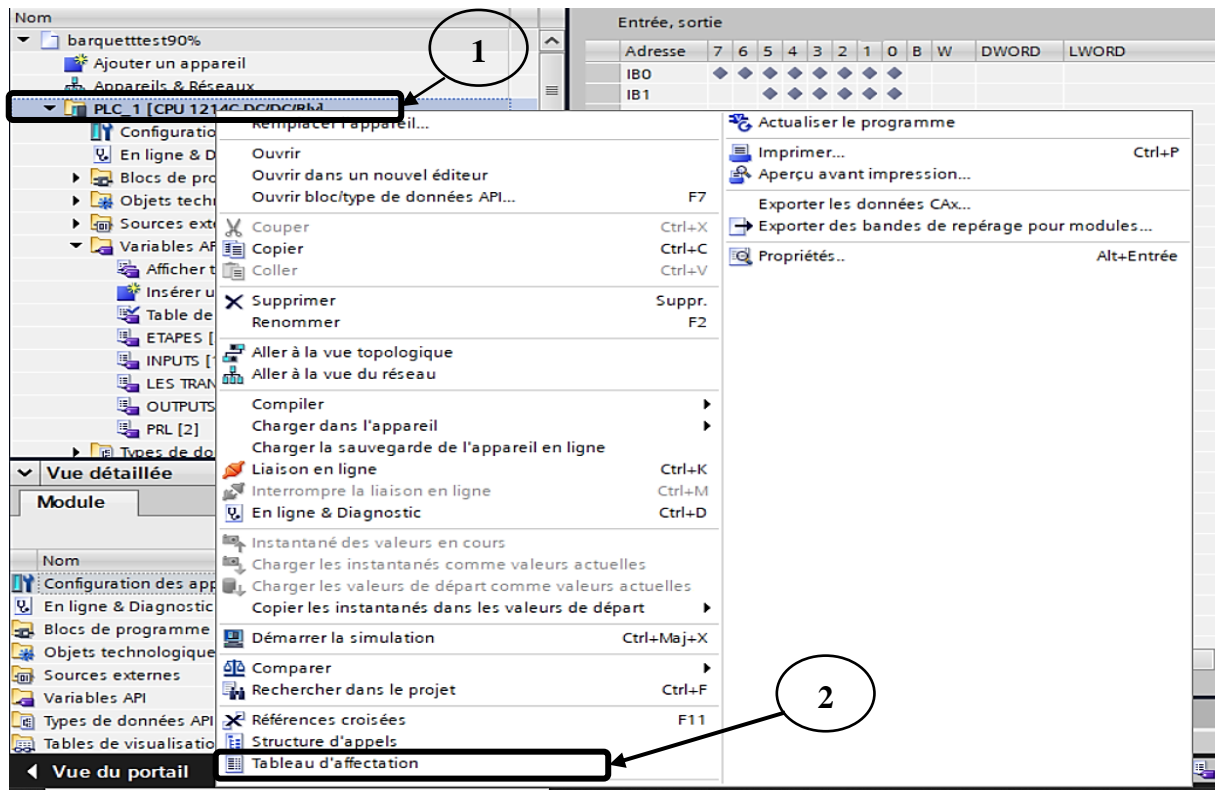 Nom
barquetttest90%
Ajouter un appareil
Appareils & Réseaux
PLC_1 [CPU 1214C DC/DC/Rly]
Configuratio
En ligne & D
Blocs de pro
Objets techn
Sources exte
Variables AP
Afficher t
Insérer u
Table de
ETAPES [
INPUTS [1
LES TRAN
OUTPUTS
PRL [2]
Types de do
Vue détaillée
Module
Nom
Configuration des app
En ligne & Diagnostic
Blocs de programme
Objets technologique
Sources externes
Variables API
Types de données API
Tables de visualisatio
Vue du portail
1
Entrée, sortie
Adresse 7 6 5 4 3 2 1 0 B W DWORD LWORD
IB0
IB1
Remplacer l'appareil...
Ouvrir
Ouvrir dans un nouvel éditeur
Ouvrir bloc/type de données API... F7
Couper Ctrl+X
Copier Ctrl+C
Coller Ctrl+V
Supprimer Suppr.
Renommer F2
Aller à la vue topologique
Aller à la vue du réseau
Compiler
Charger dans l'appareil
Charger la sauvegarde de l'appareil en ligne
Liaison en ligne Ctrl+K
Interrompre la liaison en ligne Ctrl+M
En ligne & Diagnostic Ctrl+D
Instantané des valeurs en cours
Charger les instantanés comme valeurs actuelles
Charger les valeurs de départ comme valeurs actuelles
Copier les instantanés dans les valeurs de départ
Démarrer la simulation Ctrl+Maj+X
Comparer
Rechercher dans le projet Ctrl+F
Références croisées F11
Structure d'appels
Tableau d'affectation
Actualiser le programme
Imprimer... Ctrl+P
Aperçu avant impression...
Exporter les données CAx...
Exporter des bandes de repérage pour modules...
Propriétés.. Alt+Entrée
2